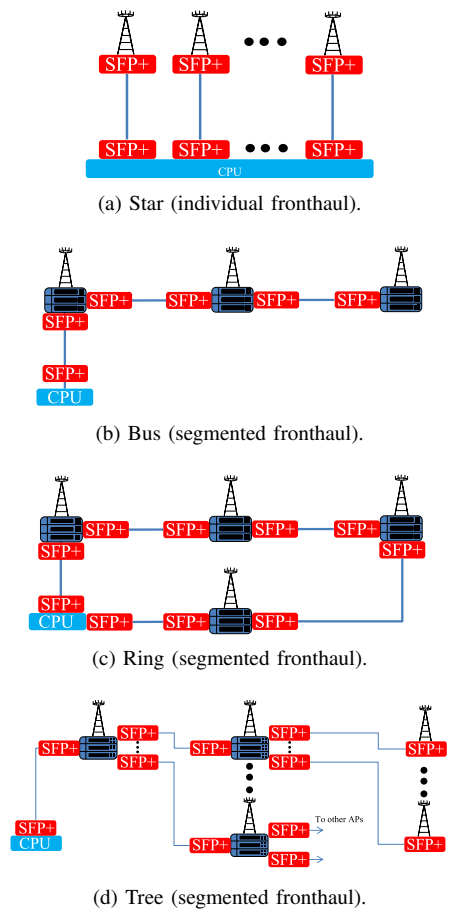 SFP+ SFP+ SFP+
SFP+ SFP+ SFP+
CPU
(a) Star (individual fronthaul).
SFP+ SFP+ SFP+ SFP+
SFP+
SFP+
CPU
(b) Bus (segmented fronthaul).
SFP+ SFP+ SFP+ SFP+
SFP+ SFP+
SFP+
CPU SFP+ SFP+ SFP+
(c) Ring (segmented fronthaul).
SFP+ SFP+
SFP+ SFP+ SFP+
SFP+ SFP+
To other APs
SFP+
SFP+ SFP+ SFP+
CPU
SFP+
(d) Tree (segmented fronthaul).